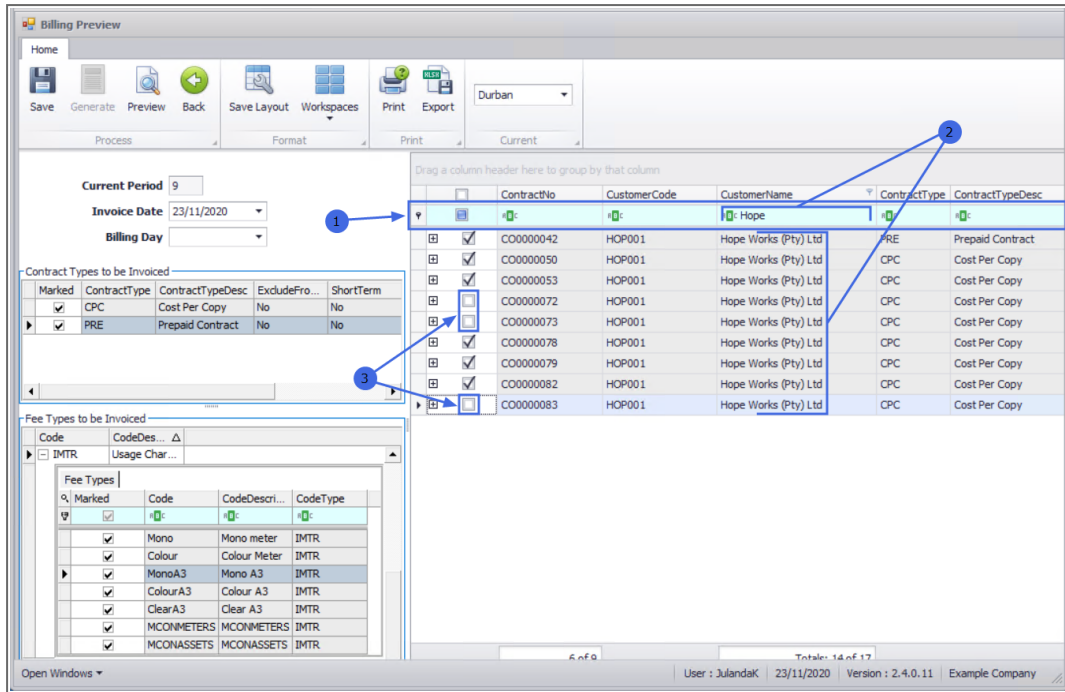 Billing Preview
Home
Save Generate Preview Back Save Layout Workspaces Print Export Durban
Process Format Print Current
Current Period 9
Invoice Date 23/11/2020
Billing Day
Contract Types to be Invoiced
Marked ContractType ContractTypeDesc ExcludeFro... ShortTerm
CPC Cost Per Copy No No
PRE Prepaid Contract No No
Fee Types to be Invoiced
Code CodeDes...
IMTR Usage Char...
Fee Types
Marked Code CodeDescri... CodeType
Mono Mono meter IMTR
Colour Colour Meter IMTR
MonoA3 Mono A3 IMTR
ColourA3 Colour A3 IMTR
ClearA3 Clear A3 IMTR
MCONMETERS MCONMETERS IMTR
MCONASSETS MCONASSETS IMTR
Drag a column header here to group by that column
ContractNo CustomerCode CustomerName ContractType ContractTypeDesc
Hope
CO0000042 HOP001 Hope Works (Pty) Ltd PRE Prepaid Contract
CO0000050 HOP001 Hope Works (Pty) Ltd CPC Cost Per Copy
CO0000053 HOP001 Hope Works (Pty) Ltd CPC Cost Per Copy
CO0000072 HOP001 Hope Works (Pty) Ltd CPC Cost Per Copy
CO0000073 HOP001 Hope Works (Pty) Ltd CPC Cost Per Copy
CO0000078 HOP001 Hope Works (Pty) Ltd CPC Cost Per Copy
CO0000079 HOP001 Hope Works (Pty) Ltd CPC Cost Per Copy
CO0000082 HOP001 Hope Works (Pty) Ltd CPC Cost Per Copy
CO0000083 HOP001 Hope Works (Pty) Ltd CPC Cost Per Copy
6 of 9 Totals: 14 of 17
1
2
3
Open Windows User : JulandaK 23/11/2020 Version : 2.4.0.11 Example Company